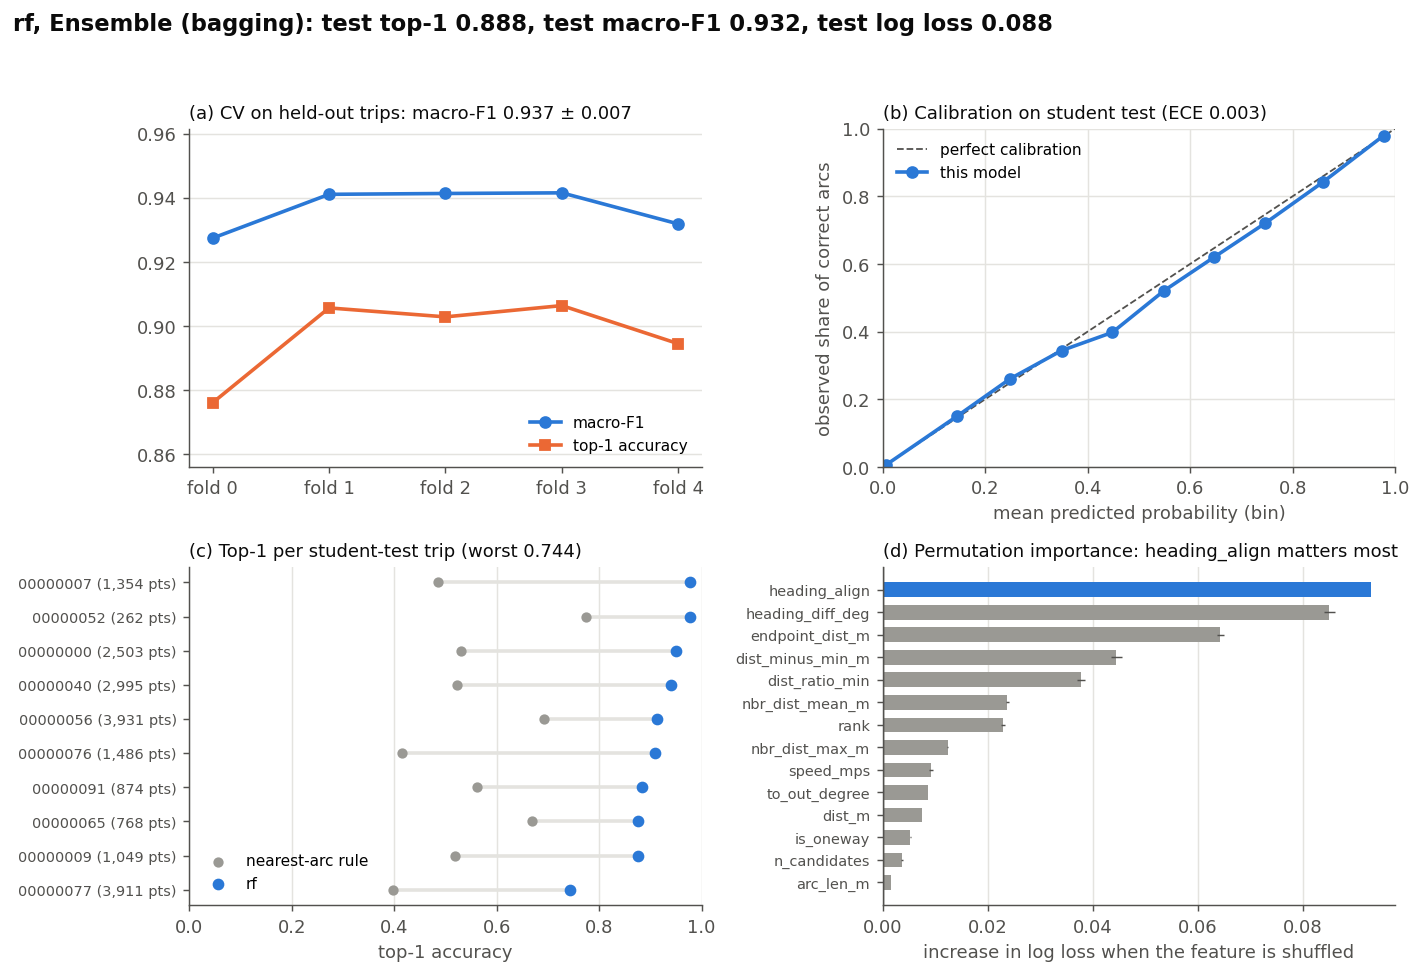 rf, Ensemble (bagging): test top-1 0.888, test macro-F1 0.932, test log loss 0.088
(a) CV on held-out trips: macro-F1 0.937 ± 0.007
0.96
0.94
0.92
0.90
0.88
0.86
macro-F1
top-1 accuracy
fold 0
fold 1
fold 2
fold 3
fold 4
(b) Calibration on student test (ECE 0.003)
observed share of correct arcs
1.0
0.8
0.6
0.4
0.2
0.0
perfect calibration
this model
0.0
0.2
0.4
0.6
0.8
1.0
mean predicted probability (bin)
(c) Top-1 per student-test trip (worst 0.744)
00000007 (1,354 pts)
00000052 (262 pts)
00000000 (2,503 pts)
00000040 (2,995 pts)
00000056 (3,931 pts)
00000076 (1,486 pts)
00000091 (874 pts)
00000065 (768 pts)
00000009 (1,049 pts)
00000077 (3,911 pts)
nearest-arc rule
rf
0.0
0.2
0.4
0.6
0.8
1.0
top-1 accuracy
(d) Permutation importance: heading_align matters most
heading_align
heading_diff_deg
endpoint_dist_m
dist_minus_min_m
dist_ratio_min
nbr_dist_mean_m
rank
nbr_dist_max_m
speed_mps
to_out_degree
dist_m
is_oneway
n_candidates
arc_len_m
0.00
0.02
0.04
0.06
0.08
increase in log loss when the feature is shuffled